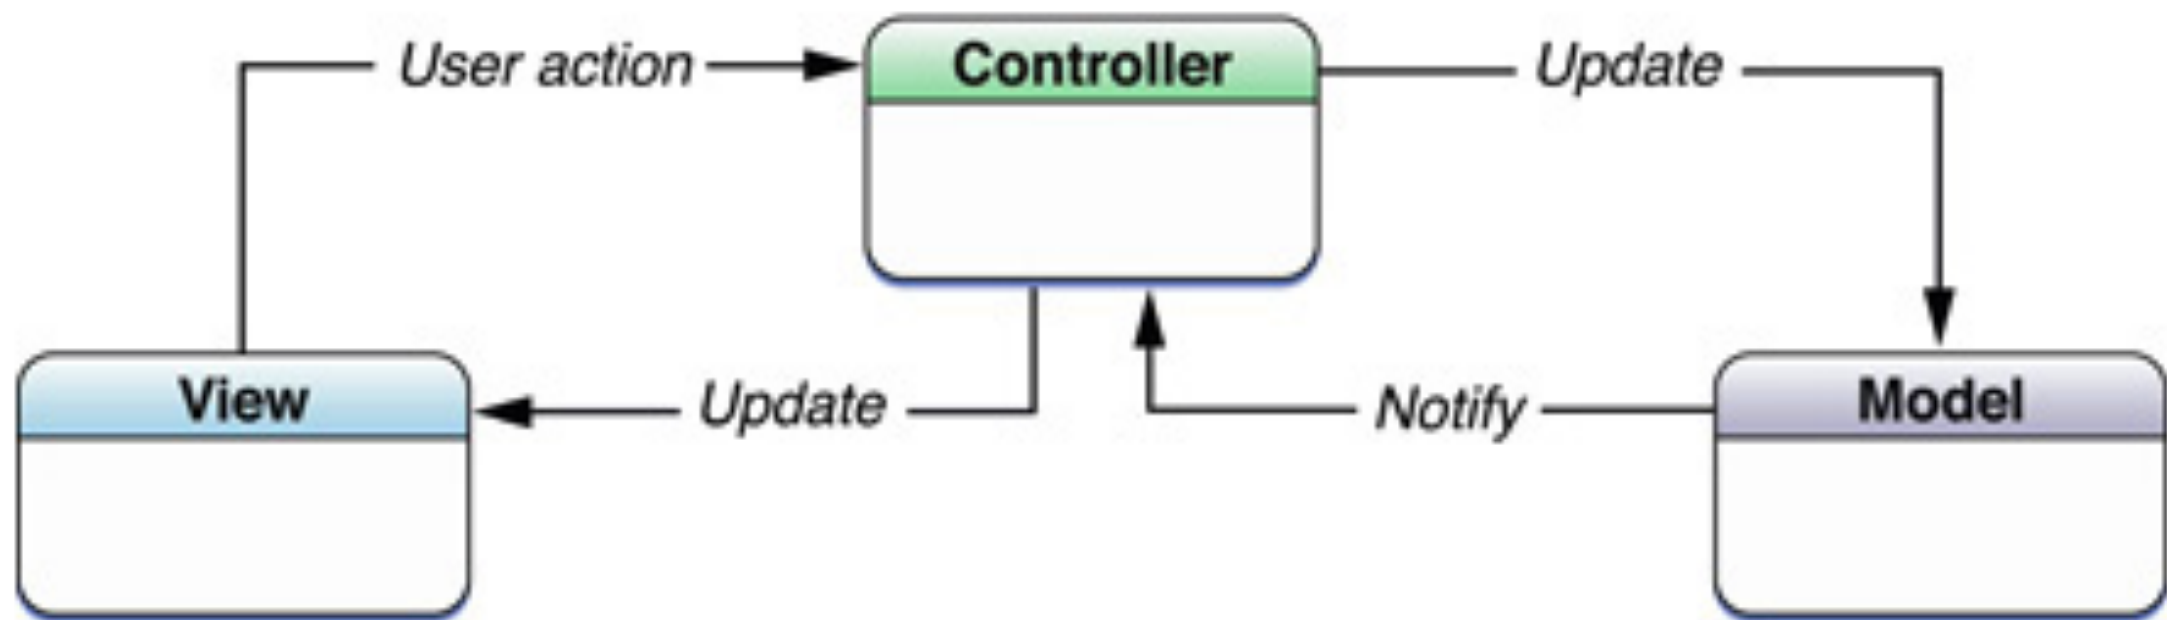 User action
Controller
Update
View
Update
Notify
Model